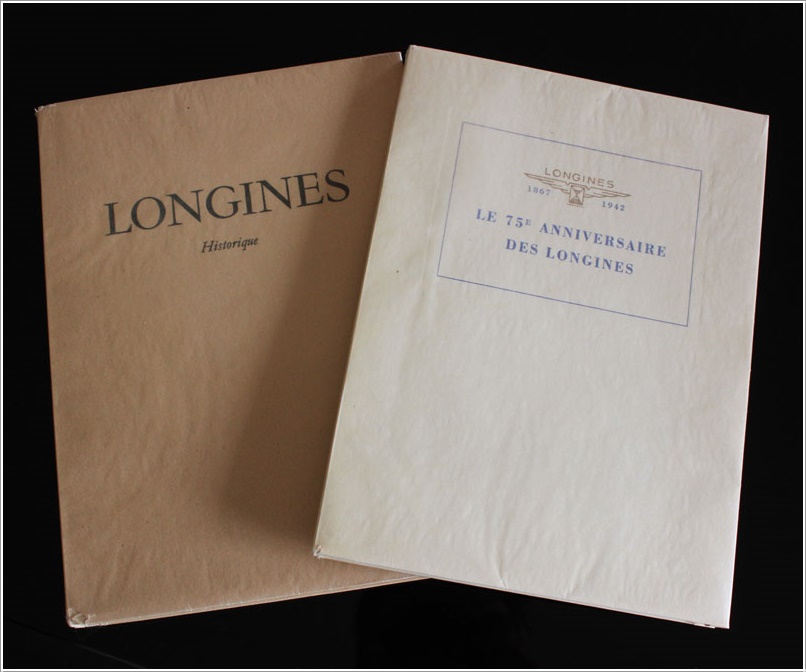 LONGINES
Historique
LONGINES
1867 1942
LE 75E ANNIVERSAIRE
DES LONGINES